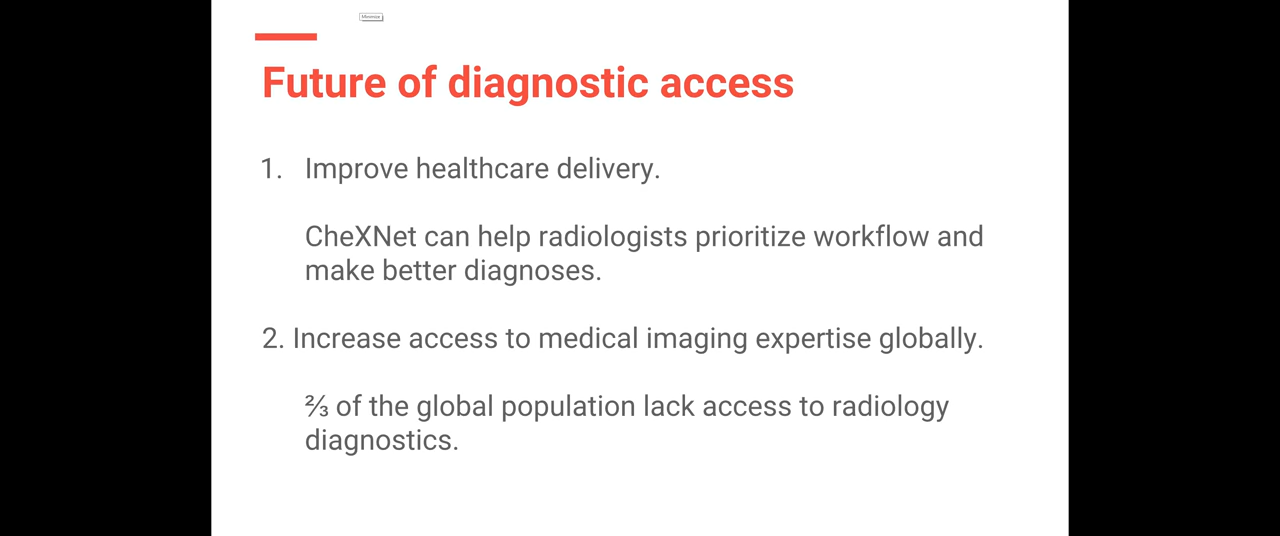 Minimize
Future of diagnostic access
1. Improve healthcare delivery.
CheXNet can help radiologists prioritize workflow and
make better diagnoses.
2. Increase access to medical imaging expertise globally.
⅔ of the global population lack access to radiology
diagnostics.